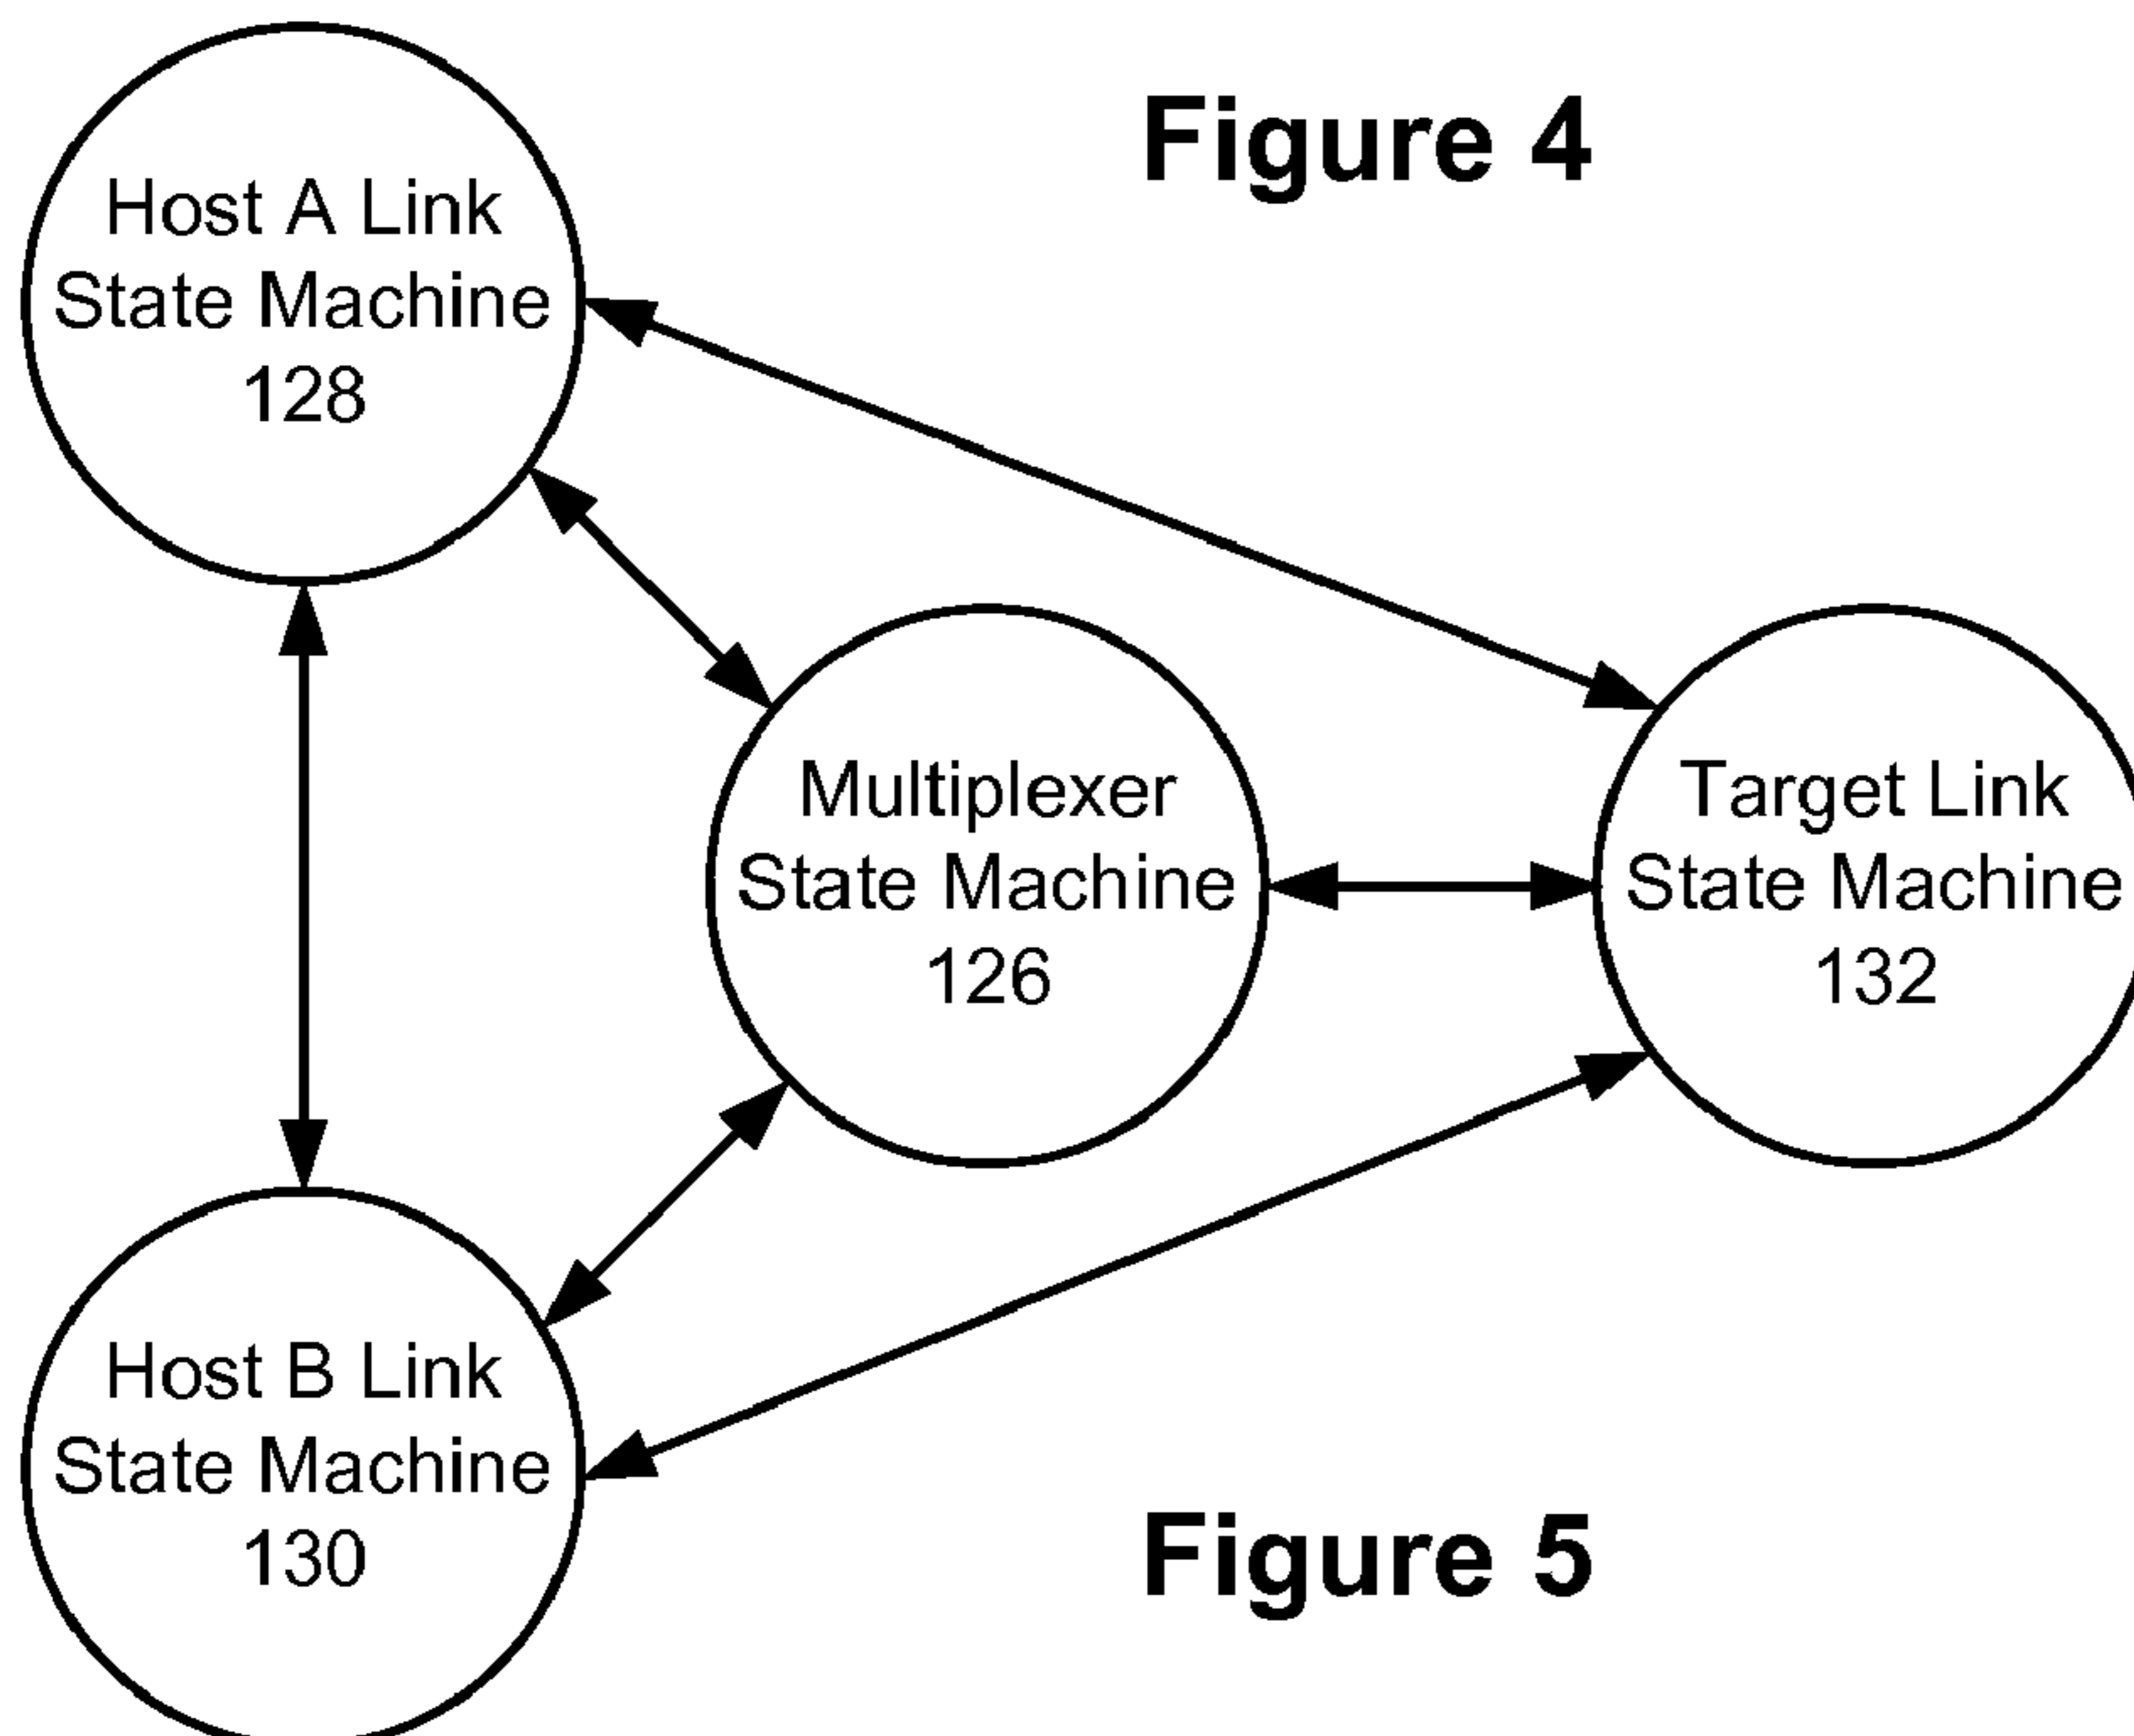 Figure 4
Host A Link
State Machine
128
Multiplexer
State Machine
126
Target Link
State Machine
132
Host B Link
State Machine
130
Figure 5